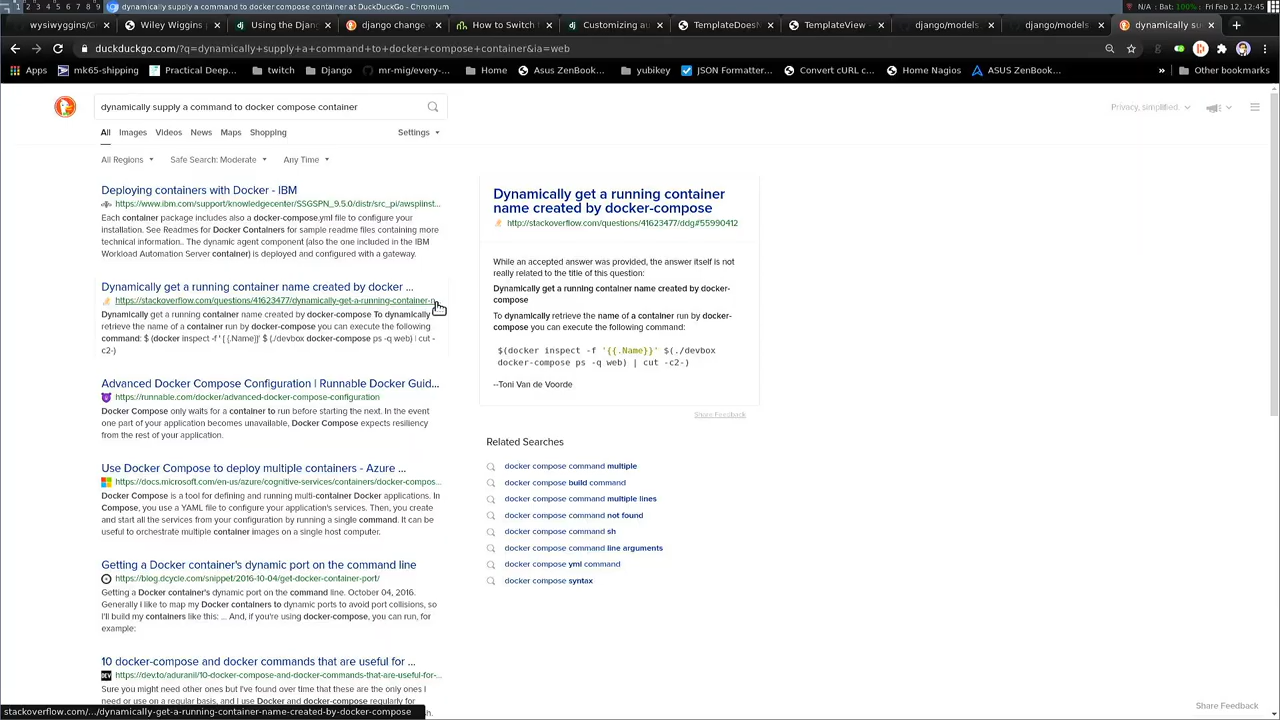 1 2 3 4 5 6 7 8 9 dynamically supply a command to docker compose container at DuckDuckGo - Chromium
N/A : Bat: 100% : Fri Feb 12, 12:45
wysiwyggins/
Wiley Wiggins /
Using the Djan
django change
How to Switch t
Customizing au
TemplateDoesN
TemplateView
django/models
django/models
dynamically su
duckduckgo.com/?q=dynamically+supply+a+command+to+docker+compose+container&ia=web
Apps
mk65-shipping
Practical Deep...
twitch
Django
mr-mig/every-...
Home
Asus ZenBook...
yubikey
JSON Formatter...
Convert cURL c...
Home Nagios
ASUS ZenBook...
»
Other bookmarks
dynamically supply a command to docker compose container
Privacy, simplified.
All Images Videos News Maps Shopping Settings
All Regions Safe Search: Moderate Any Time
Deploying containers with Docker - IBM
https://www.ibm.com/support/knowledgecenter/SSGSPN_9.5.0/distr/src_pi/awspiinst...
Each container package includes also a docker-compose.yml file to configure your
installation. See Readmes for Docker Containers for sample readme files containing more
technical information.. The dynamic agent component (also the one included in the IBM
Workload Automation Server container) is deployed and configured with a gateway.
Dynamically get a running container name created by docker ...
https://stackoverflow.com/questions/41623477/dynamically-get-a-running-container-n
Dynamically get a running container name created by docker-compose To dynamically
retrieve the name of a container run by docker-compose you can execute the following
command: $ (docker inspect -f ' { {.Name}}' $ (./devbox docker-compose ps -q web) | cut -
c2-)
Advanced Docker Compose Configuration | Runnable Docker Guid...
https://runnable.com/docker/advanced-docker-compose-configuration
Docker Compose only waits for a container to run before starting the next. In the event
one part of your application becomes unavailable, Docker Compose expects resiliency
from the rest of your application.
Use Docker Compose to deploy multiple containers - Azure ...
https://docs.microsoft.com/en-us/azure/cognitive-services/containers/docker-compos...
Docker Compose is a tool for defining and running multi-container Docker applications. In
Compose, you use a YAML file to configure your application's services. Then, you create
and start all the services from your configuration by running a single command. It can be
useful to orchestrate multiple container images on a single host computer.
Getting a Docker container's dynamic port on the command line
https://blog.dcycle.com/snippet/2016-10-04/get-docker-container-port/
Getting a Docker container's dynamic port on the command line. October 04, 2016.
Generally i like to map my Docker containers to dynamic ports to avoid port collisions, so
I'll build my containers like this: ... And, if you're using docker-compose, you can run, for
example:
10 docker-compose and docker commands that are useful for ...
https://dev.to/aduranil/10-docker-compose-and-docker-commands-that-are-useful-for-...
Sure you might need other ones but I've found over time that these are the only ones I
need or use on a regular basis, and I use Docker and docker-compose regularly for
Dynamically get a running container
name created by docker-compose
http://stackoverflow.com/questions/41623477/ddg#55990412
While an accepted answer was provided, the answer itself is not
really related to the title of this question:
Dynamically get a running container name created by docker-
compose
To dynamically retrieve the name of a container run by docker-
compose you can execute the following command:
$(docker inspect -f '{{.Name}}' $(./devbox
docker-compose ps -q web) | cut -c2-)
--Toni Van de Voorde
Share Feedback
Related Searches
docker compose command multiple
docker compose build command
docker compose command multiple lines
docker compose command not found
docker compose command sh
docker compose command line arguments
docker compose yml command
docker compose syntax
Share Feedback
stackoverflow.com/.../dynamically-get-a-running-container-name-created-by-docker-compose